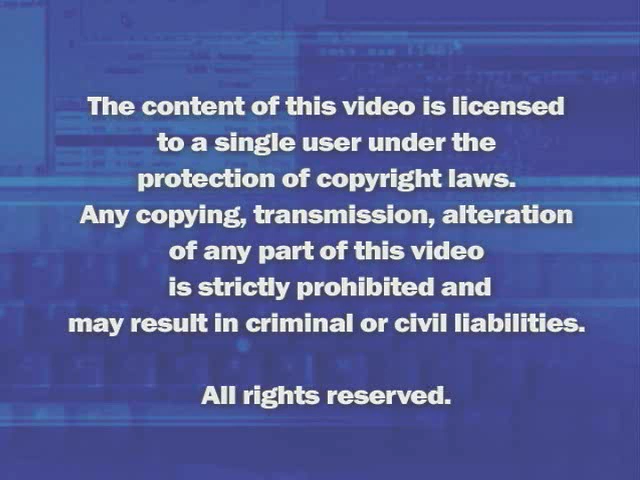 The content of this video is licensed
to a single user under the
protection of copyright laws.
Any copying, transmission, alteration
of any part of this video
is strictly prohibited and
may result in criminal or civil liabilities.
All rights reserved.